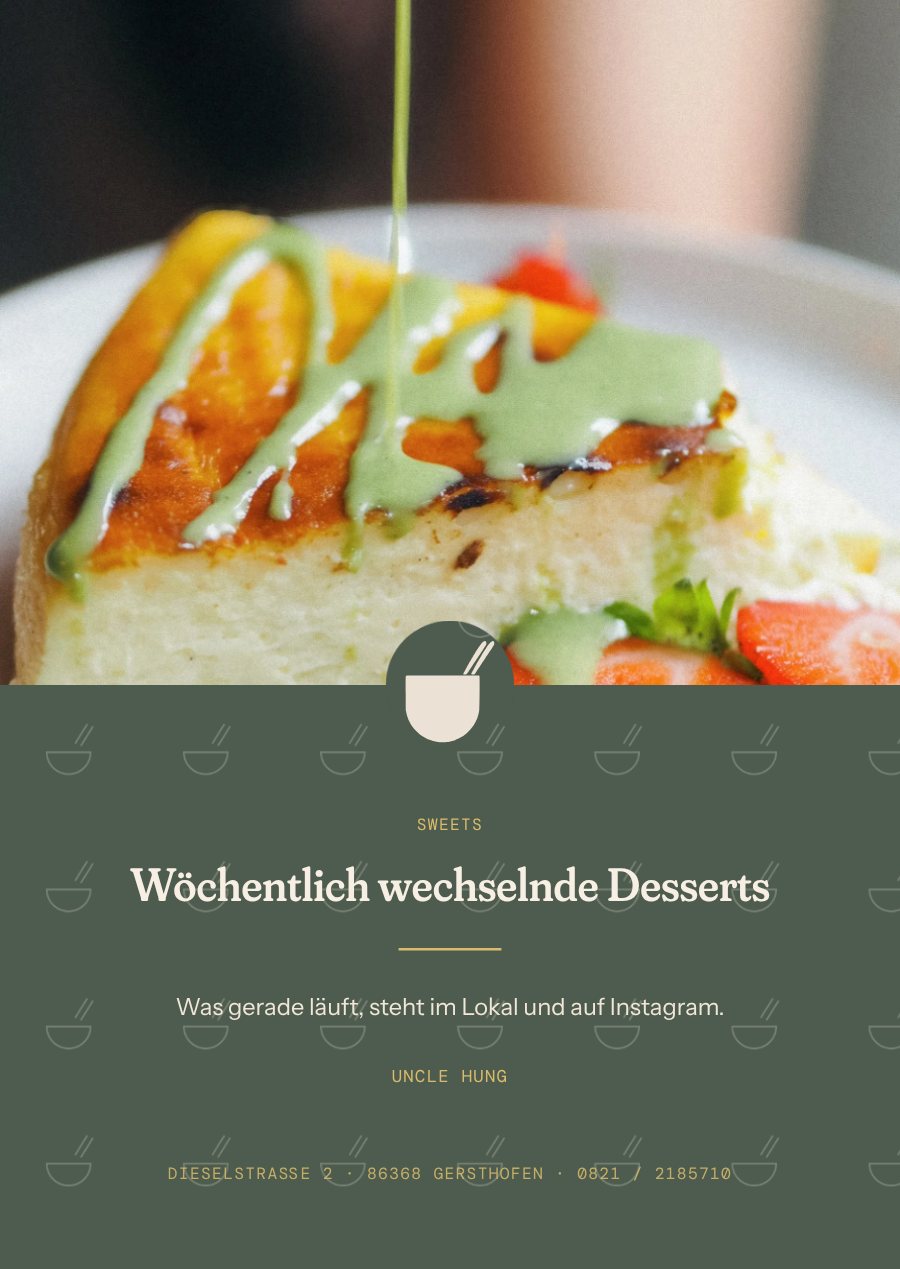 SWEETS
Wöchentlich wechselnde Desserts
Was gerade läuft, steht im Lokal und auf Instagram.
UNCLE HUNG
DIESELSTRASSE 2 · 86368 GERSTHOFEN · 0821 / 2185710